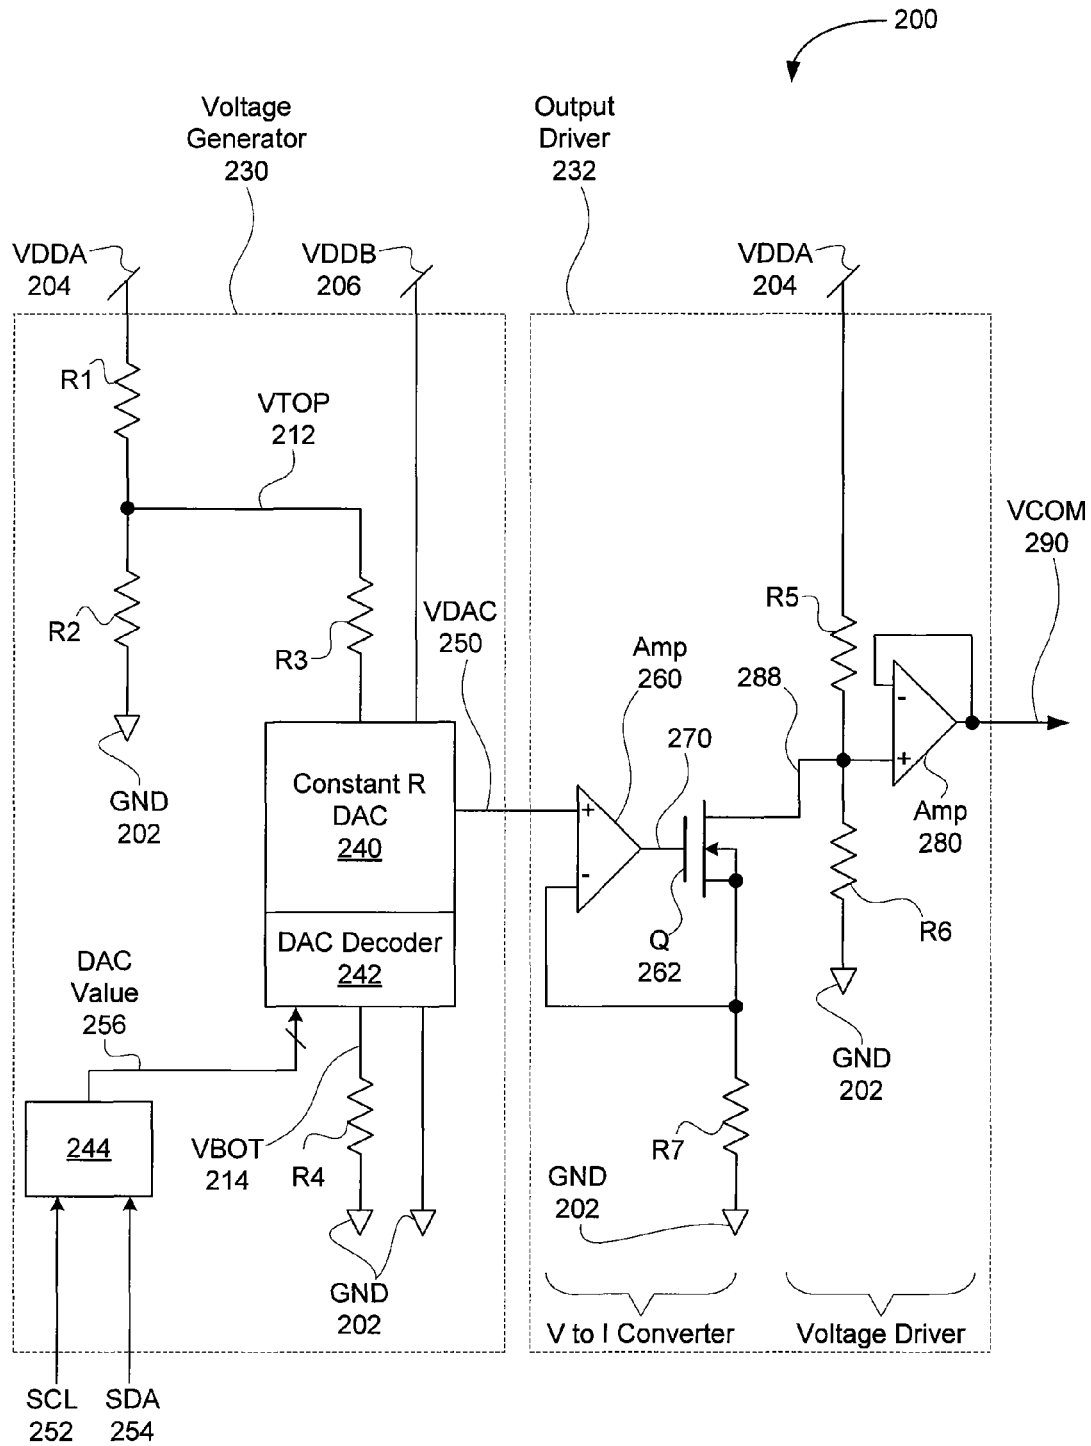 200
Voltage
Generator
230
Output
Driver
232
VDDA
204
VDDB
206
VDDA
204
R1
VTOP
212
R2
R3
VDAC
250
Amp
260
288
R5
VCOM
290
270
-
+
Amp
280
GND
202
Constant R
DAC
240
+
-
DAC Decoder
242
Q
262
R6
DAC
Value
256
GND
202
244
VBOT
214
R4
R7
GND
202
GND
202
V to I Converter
Voltage Driver
SCL
252
SDA
254